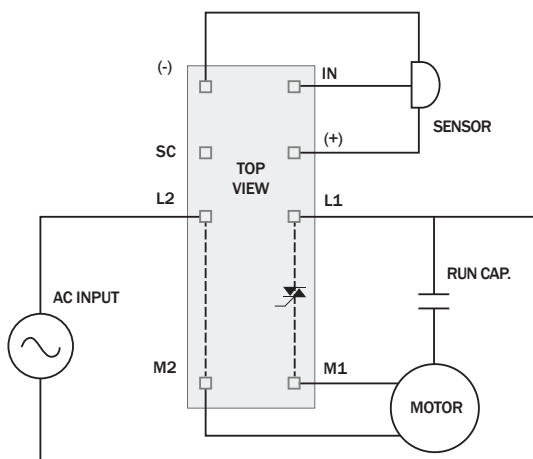 (-)
IN
SENSOR
SC
(+)
TOP
VIEW
L2
L1
RUN CAP.
AC INPUT
M2
M1
MOTOR